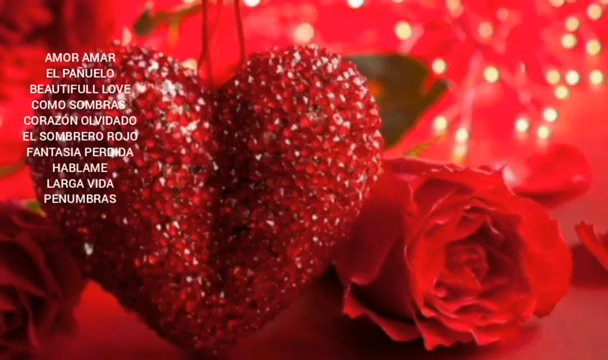 AMOR AMAR
EL PAÑUELO
BEAUTIFULL LOVE
COMO SOMBRAS
CORAZÓN OLVIDADO
EL SOMBRERO ROJO
FANTASIA PERDIDA
HABLAME
LARGA VIDA
PENUMBRAS